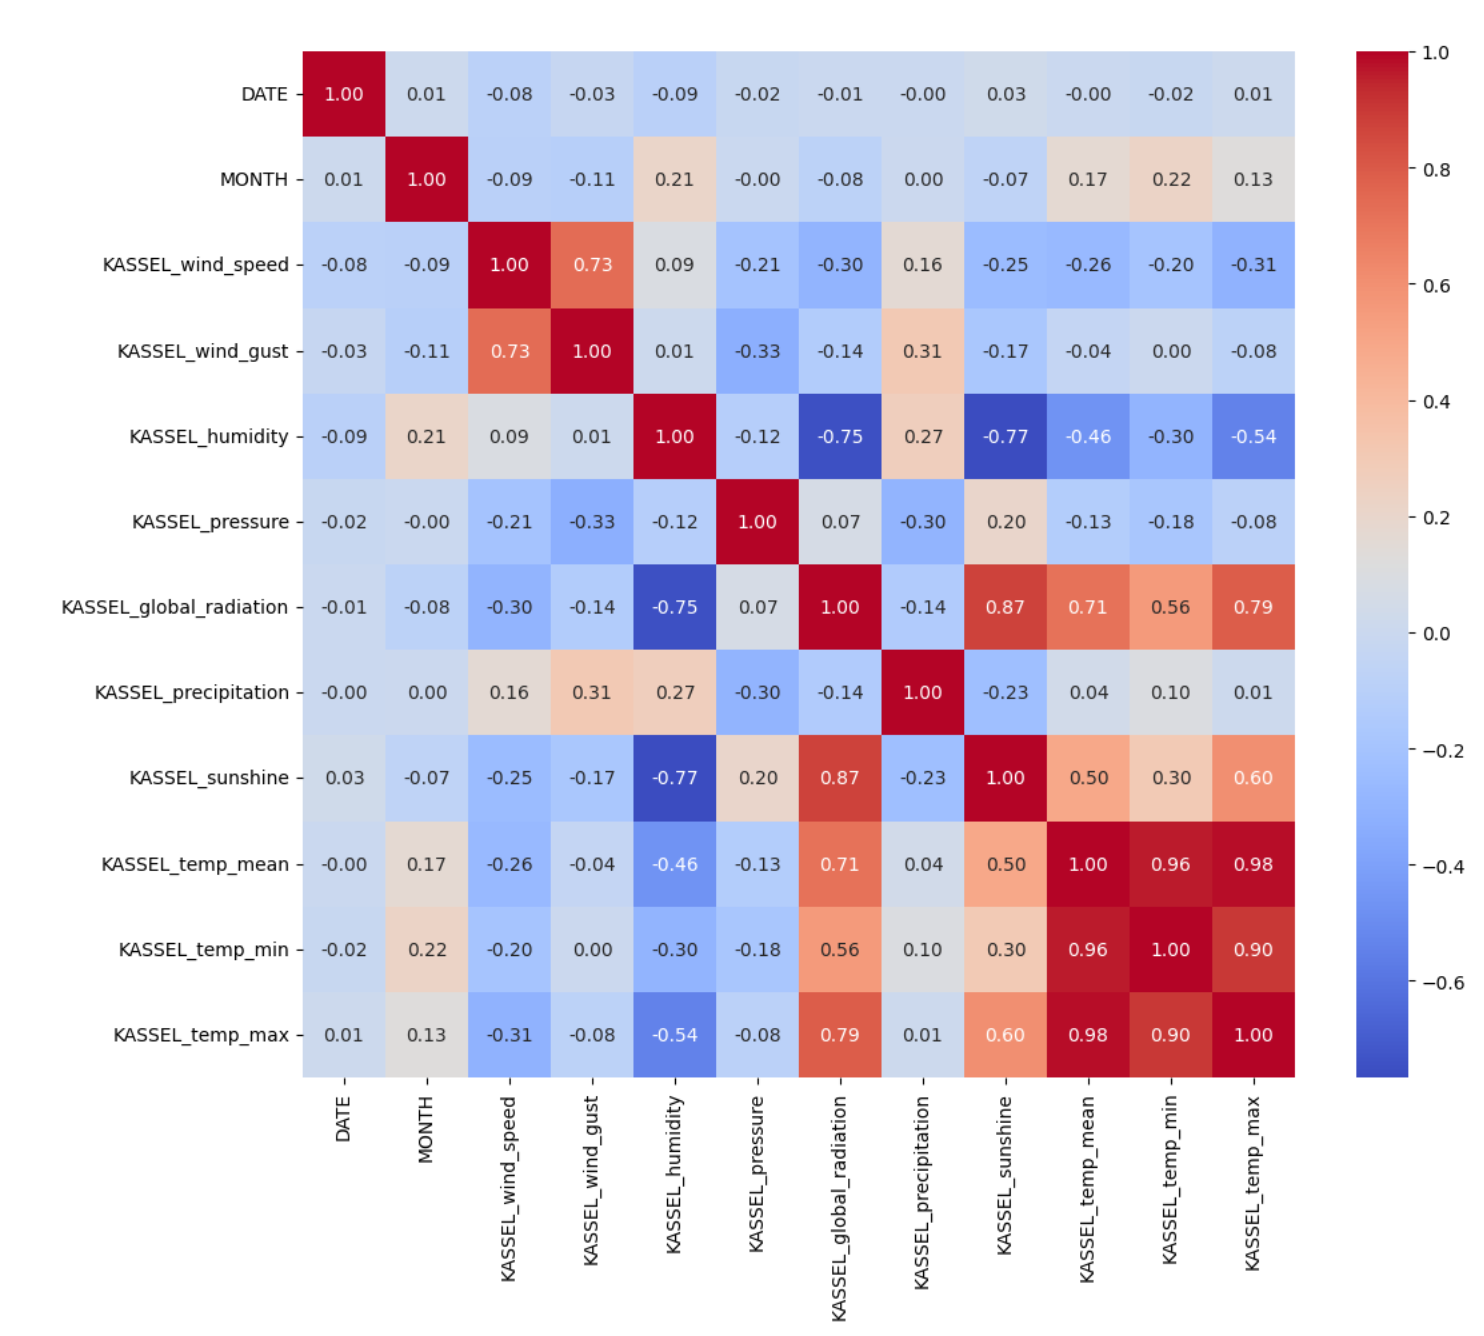 DATE 1.00 0.01 -0.08 -0.03 -0.09 -0.02 -0.01 -0.00 0.03 -0.00 -0.02 0.01
MONTH 0.01 1.00 -0.09 -0.11 0.21 -0.00 -0.08 0.00 -0.07 0.17 0.22 0.13
KASSEL_wind_speed -0.08 -0.09 1.00 0.73 0.09 -0.21 -0.30 0.16 -0.25 -0.26 -0.20 -0.31
KASSEL_wind_gust -0.03 -0.11 0.73 1.00 0.01 -0.33 -0.14 0.31 -0.17 -0.04 0.00 -0.08
KASSEL_humidity -0.09 0.21 0.09 0.01 1.00 -0.12 -0.75 0.27 -0.77 -0.46 -0.30 -0.54
KASSEL_pressure -0.02 -0.00 -0.21 -0.33 -0.12 1.00 0.07 -0.30 0.20 -0.13 -0.18 -0.08
KASSEL_global_radiation -0.01 -0.08 -0.30 -0.14 -0.75 0.07 1.00 -0.14 0.87 0.71 0.56 0.79
KASSEL_precipitation -0.00 0.00 0.16 0.31 0.27 -0.30 -0.14 1.00 -0.23 0.04 0.10 0.01
KASSEL_sunshine 0.03 -0.07 -0.25 -0.17 -0.77 0.20 0.87 -0.23 1.00 0.50 0.30 0.60
KASSEL_temp_mean -0.00 0.17 -0.26 -0.04 -0.46 -0.13 0.71 0.04 0.50 1.00 0.96 0.98
KASSEL_temp_min -0.02 0.22 -0.20 0.00 -0.30 -0.18 0.56 0.10 0.30 0.96 1.00 0.90
KASSEL_temp_max 0.01 0.13 -0.31 -0.08 -0.54 -0.08 0.79 0.01 0.60 0.98 0.90 1.00
DATE
MONTH
KASSEL_wind_speed
KASSEL_wind_gust
KASSEL_humidity
KASSEL_pressure
KASSEL_global_radiation
KASSEL_precipitation
KASSEL_sunshine
KASSEL_temp_mean
KASSEL_temp_min
KASSEL_temp_max
1.0
0.8
0.6
0.4
0.2
0.0
−0.2
−0.4
−0.6